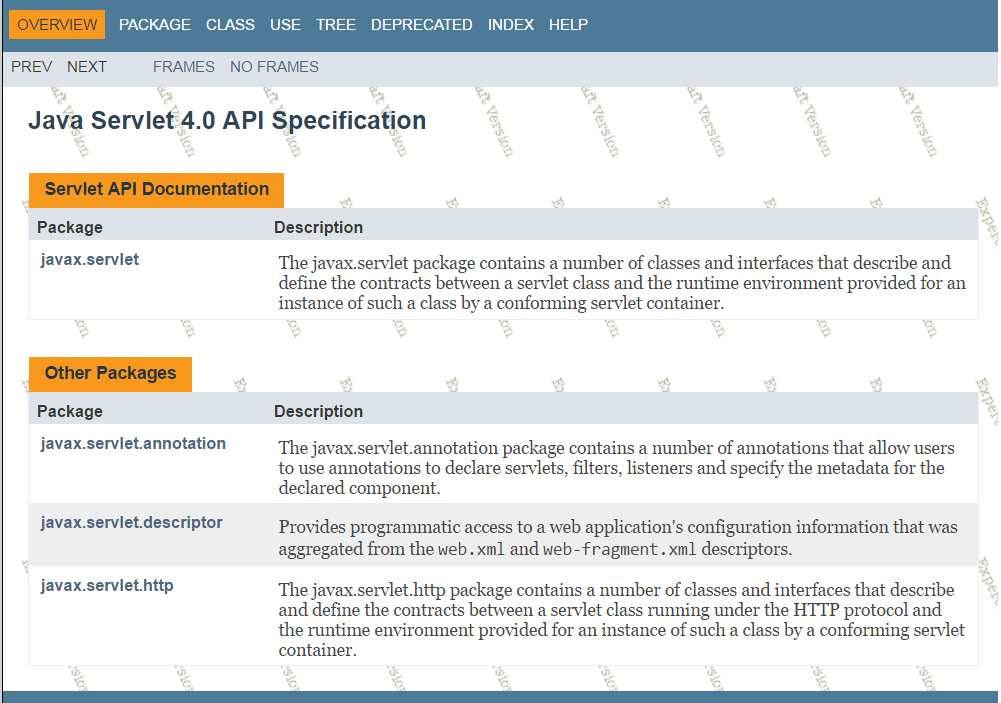 OVERVIEW PACKAGE CLASS USE TREE DEPRECATED INDEX HELP
PREV NEXT FRAMES NO FRAMES
Java Servlet 4.0 API Specification
Servlet API Documentation
Package Description
javax.servlet
The javax.servlet package contains a number of classes and interfaces that describe and
define the contracts between a servlet class and the runtime environment provided for an
instance of such a class by a conforming servlet container.
Other Packages
Package Description
javax.servlet.annotation
The javax.servlet.annotation package contains a number of annotations that allow users
to use annotations to declare servlets, filters, listeners and specify the metadata for the
declared component.
javax.servlet.descriptor
Provides programmatic access to a web application's configuration information that was
aggregated from the web.xml and web-fragment.xml descriptors.
javax.servlet.http
The javax.servlet.http package contains a number of classes and interfaces that describe
and define the contracts between a servlet class running under the HTTP protocol and
the runtime environment provided for an instance of such a class by a conforming servlet
container.